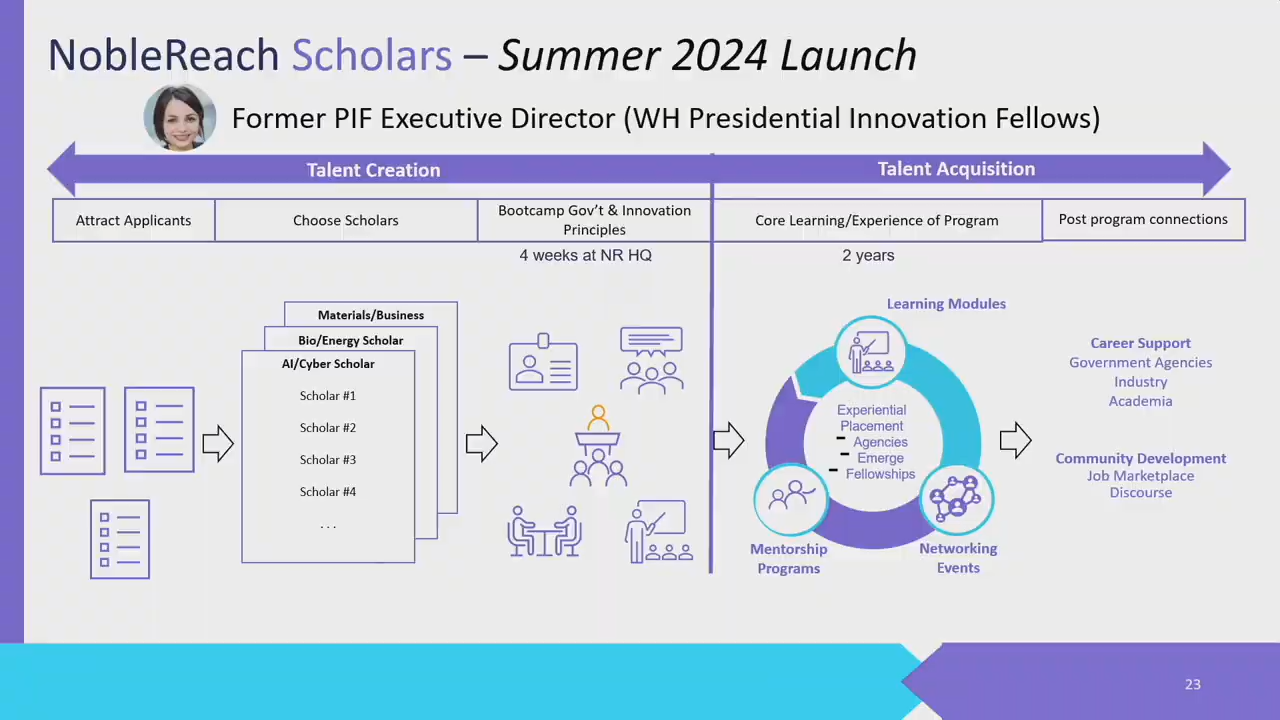 NobleReach Scholars – Summer 2024 Launch
Former PIF Executive Director (WH Presidential Innovation Fellows)
Talent Creation
Talent Acquisition
Attract Applicants
Choose Scholars
Bootcamp Gov't & Innovation
Principles
Core Learning/Experience of Program
Post program connections
4 weeks at NR HQ
2 years
Materials/Business
Bio/Energy Scholar
AI/Cyber Scholar
Scholar #1
Scholar #2
Scholar #3
Scholar #4
. . .
Learning Modules
Experiential
Placement
- Agencies
- Emerge
- Fellowships
Mentorship
Programs
Networking
Events
Career Support
Government Agencies
Industry
Academia
Community Development
Job Marketplace
Discourse
23